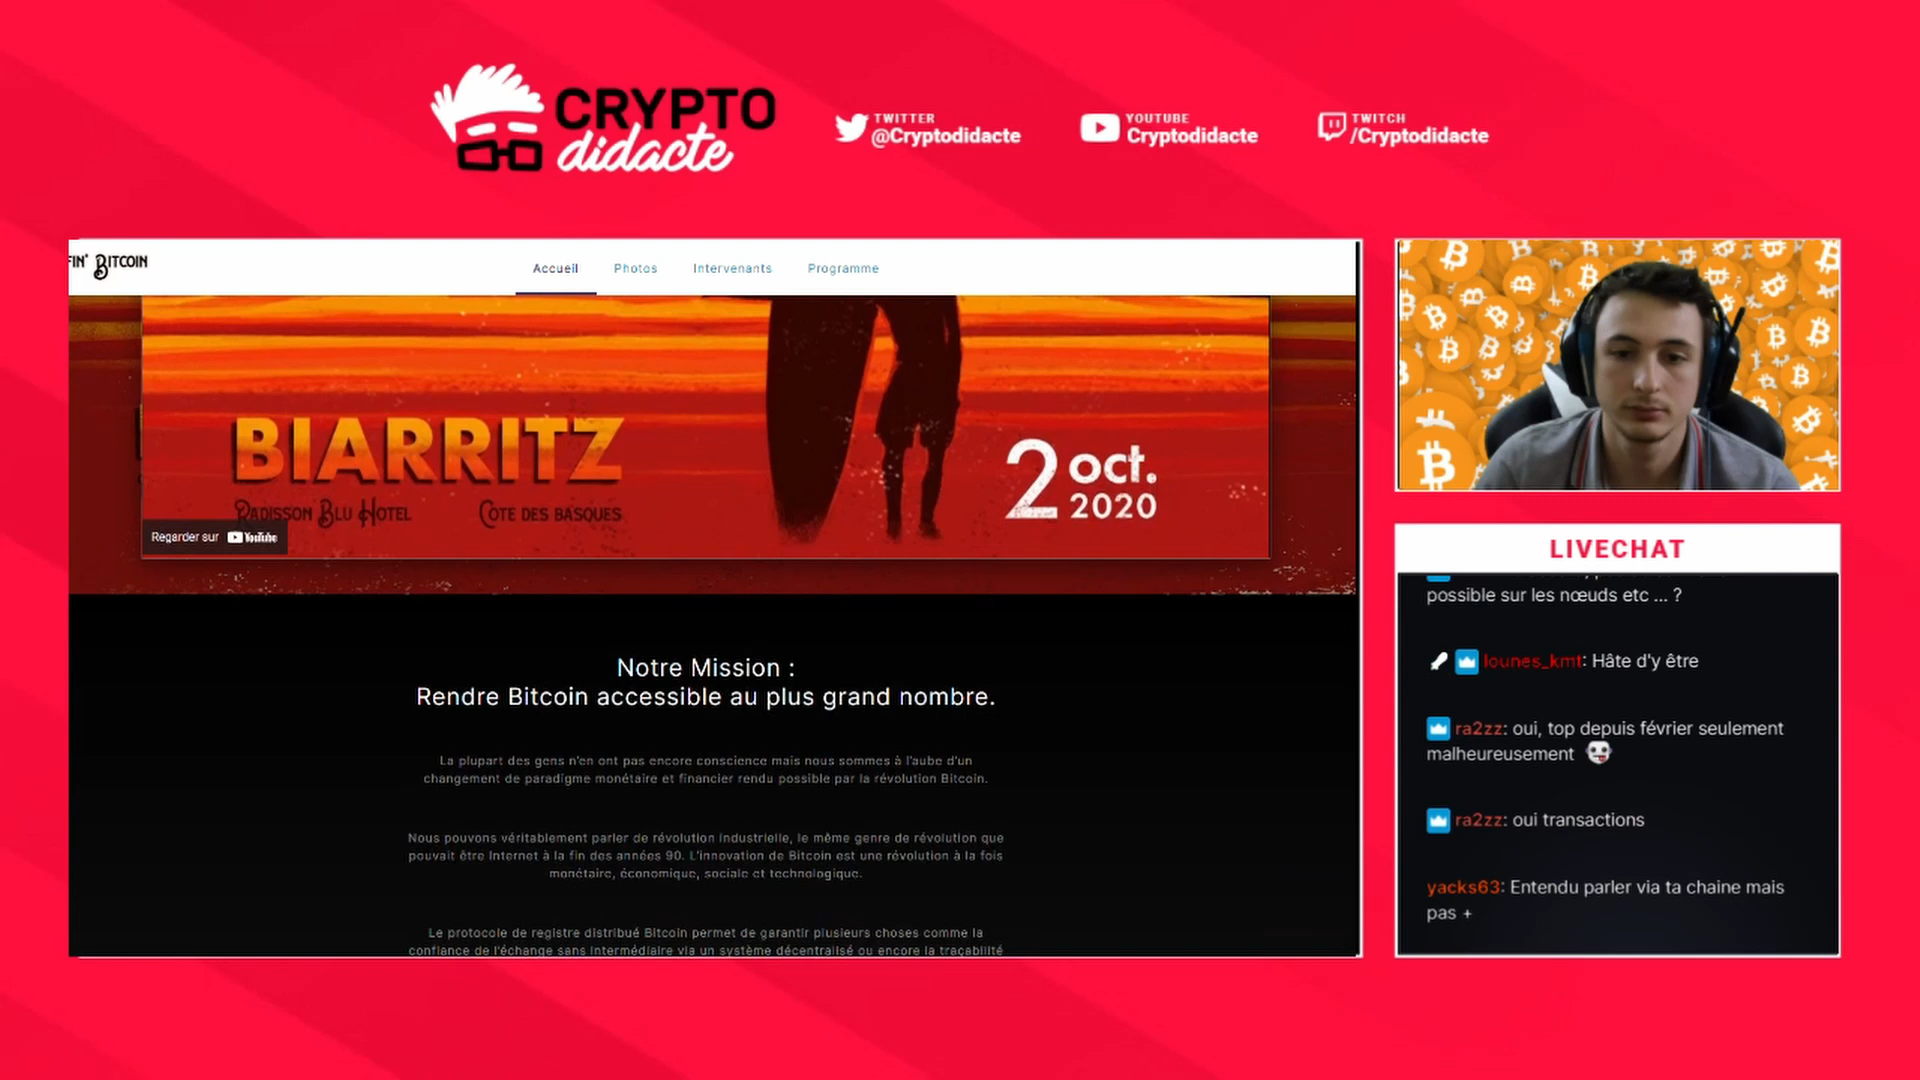 CRYPTO
didacte
TWITTER
@Cryptodidacte
YOUTUBE
Cryptodidacte
TWITCH
/Cryptodidacte
FIN' BITCOIN
Accueil
Photos
Intervenants
Programme
BIARRITZ
RADISSON BLU HOTEL
CÔTE DES BASQUES
2 oct.
2020
Regarder sur YouTube
Notre Mission :
Rendre Bitcoin accessible au plus grand nombre.
La plupart des gens n'en ont pas encore conscience mais nous sommes à l'aube d'un
changement de paradigme monétaire et financier rendu possible par la révolution Bitcoin.
Nous pouvons véritablement parler de révolution industrielle, le même genre de révolution que
pouvait être Internet à la fin des années 90. L'innovation de Bitcoin est une révolution à la fois
monétaire, économique, sociale et technologique.
Le protocole de registre distribué Bitcoin permet de garantir plusieurs choses comme la
confiance de l'échange sans intermédiaire via un système décentralisé ou encore la traçabilité
LIVECHAT
possible sur les nœuds etc ... ?
lounes_kmt: Hâte d'y être
ra2zz: oui, top depuis février seulement
malheureusement
ra2zz: oui transactions
yacks63: Entendu parler via ta chaine mais
pas +